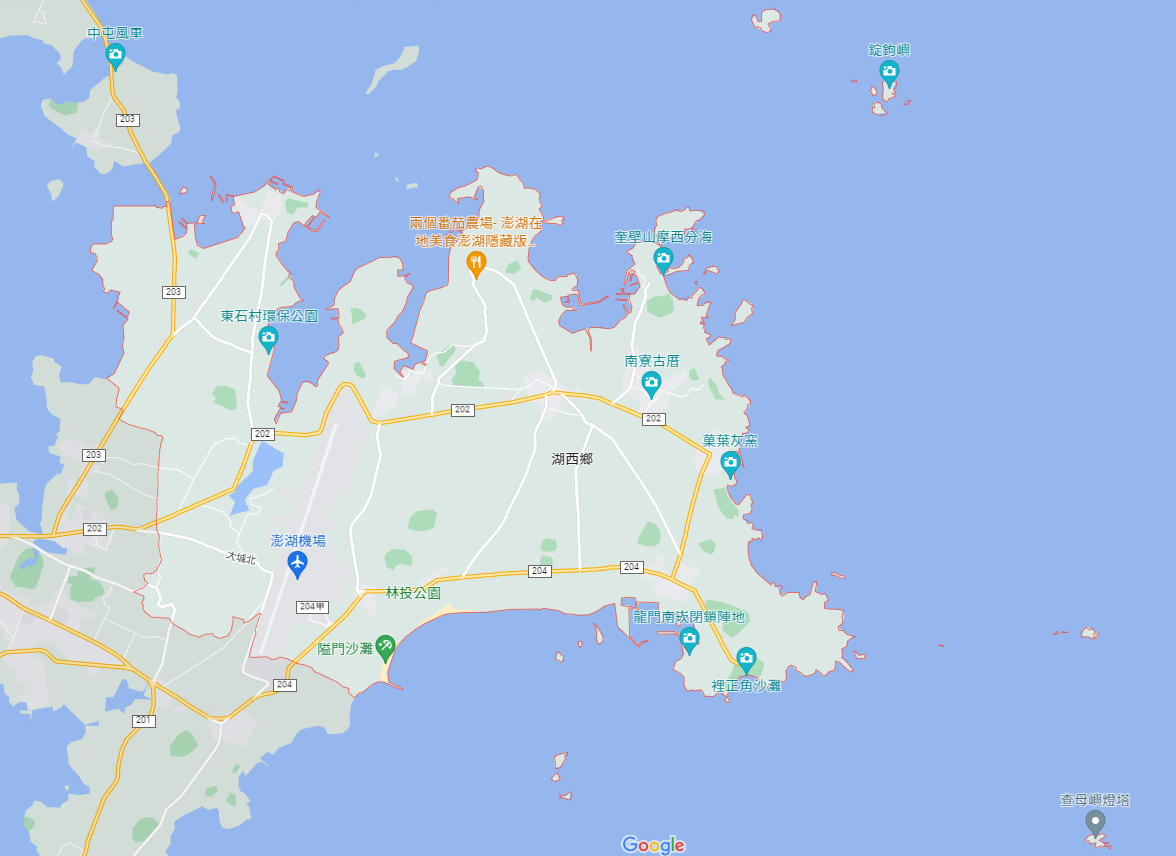 中屯風車
錠鉤嶼
203
兩個番茄農場- 澎湖在
地美食澎湖隱藏版...
奎壁山摩西分海
203
東石村環保公園
南寮古厝
202
202
202
菓葉灰窯
203
湖西鄉
202
澎湖機場
大城北
204
204
林投公園
204甲
龍門南崁閉鎖陣地
隘門沙灘
204
裡正角沙灘
201
查母嶼燈塔
Google